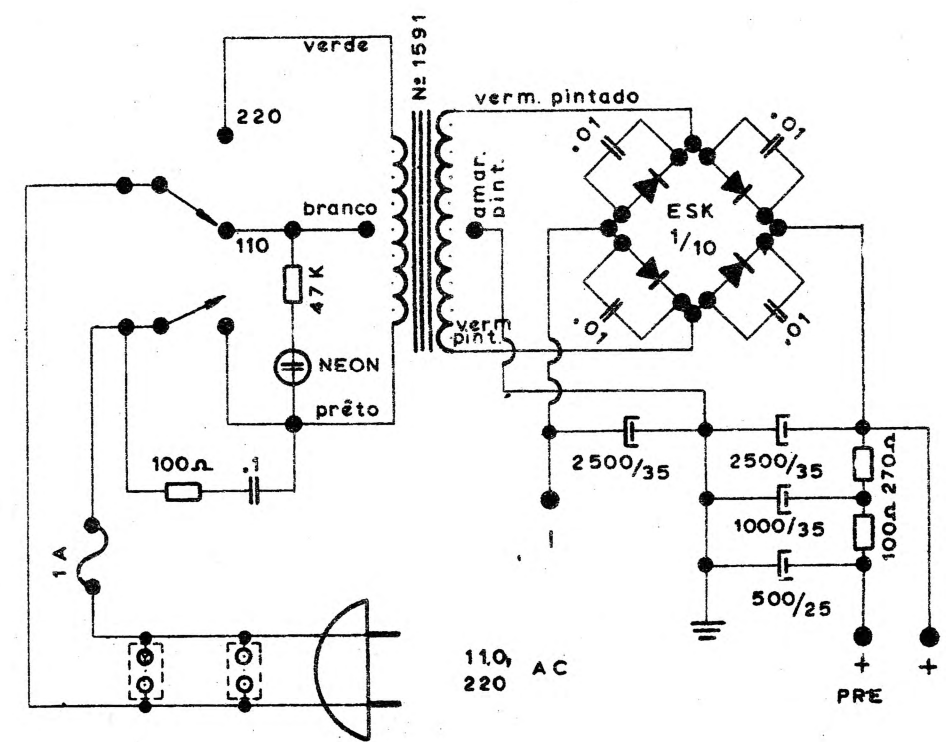 verde
Nº 1591
verm. pintado
220
.01
.01
amar.
pint.
branco
ESK
1/10
110
47K
.01
.01
verm
pint.
NEON
prêto
100Ω
.1
2500/35
2500/35
270Ω
1000/35
100Ω
1A
500/25
110,
220
AC
+
+
PRE